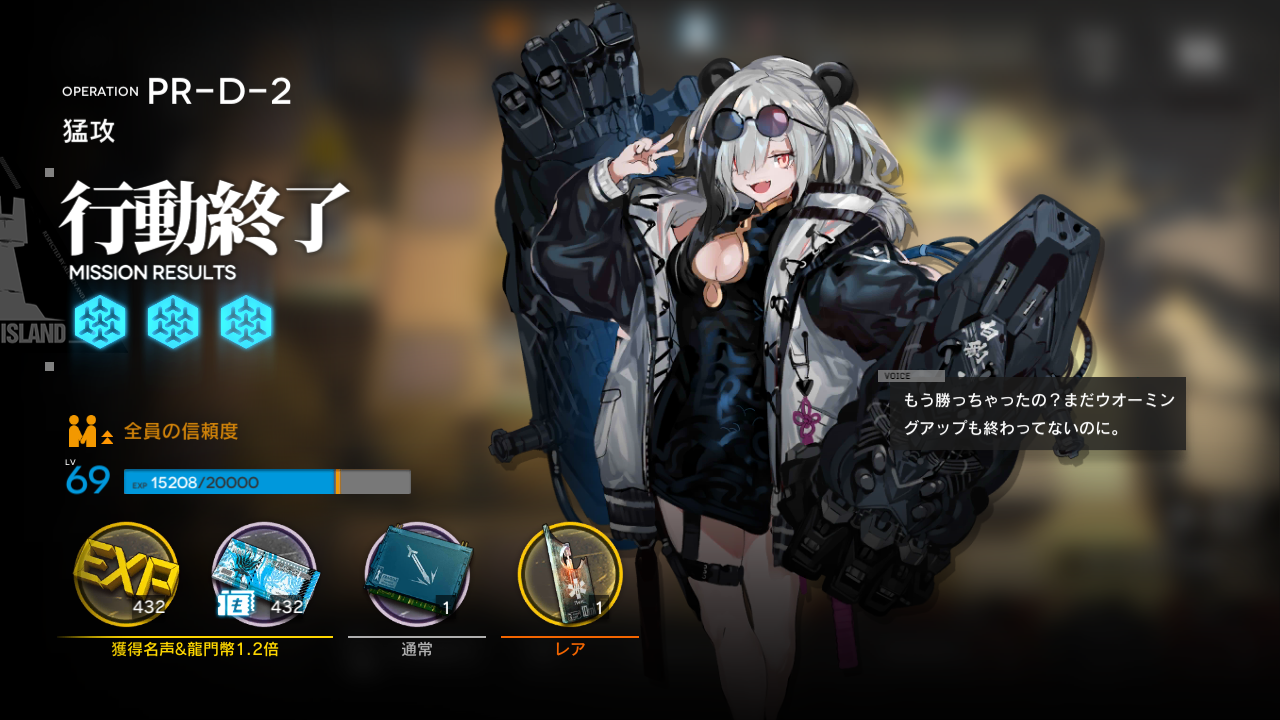 OPERATION PR-D-2
猛攻
行動終了
MISSION RESULTS
ISLAND
全員の信頼度
LV
69
EXP 15208/20000
EXP
432
432
1
1
獲得名声&龍門幣1.2倍
通常
レア
VOICE
もう勝っちゃったの？まだウオーミン
グアップも終わってないのに。